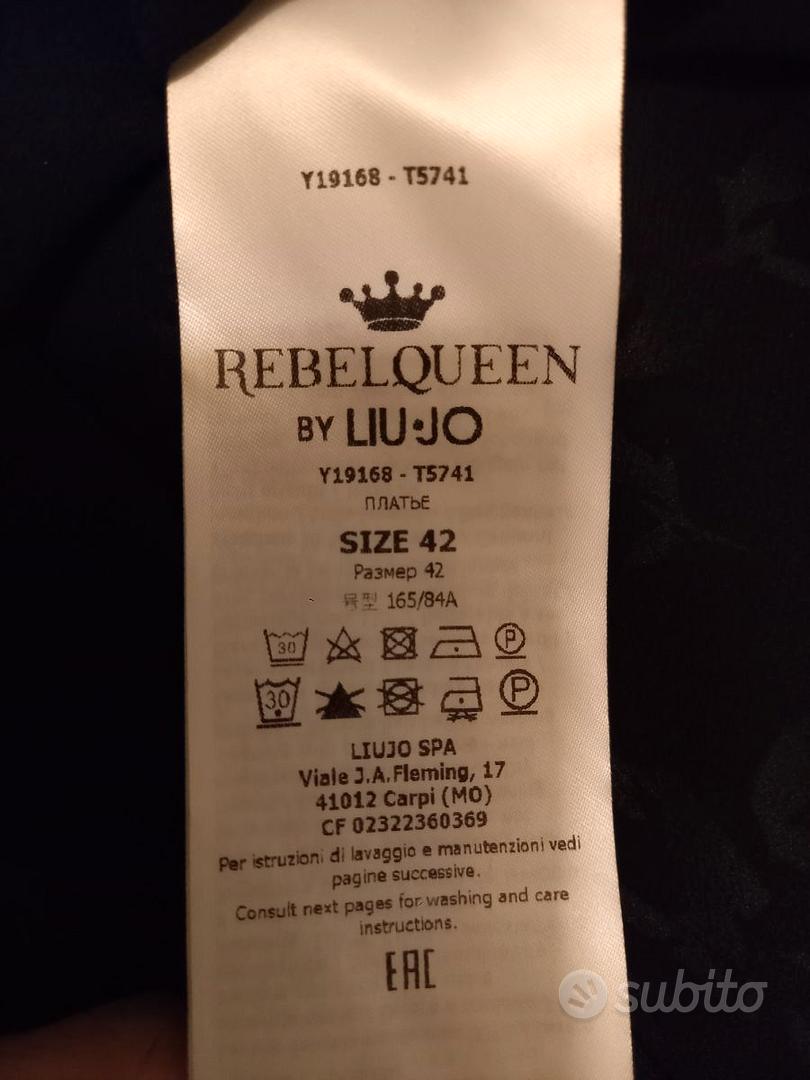 Y19168 - T5741
REBELQUEEN
BY LIU·JO
Y19168 - T5741
ПЛАТЬЕ
SIZE 42
Размер 42
号型 165/84A
30 P
30 P
LIUJO SPA
Viale J.A.Fleming, 17
41012 Carpi (MO)
CF 02322360369
Per istruzioni di lavaggio e manutenzioni vedi
pagine successive.
Consult next pages for washing and care
instructions.
EAC
subito